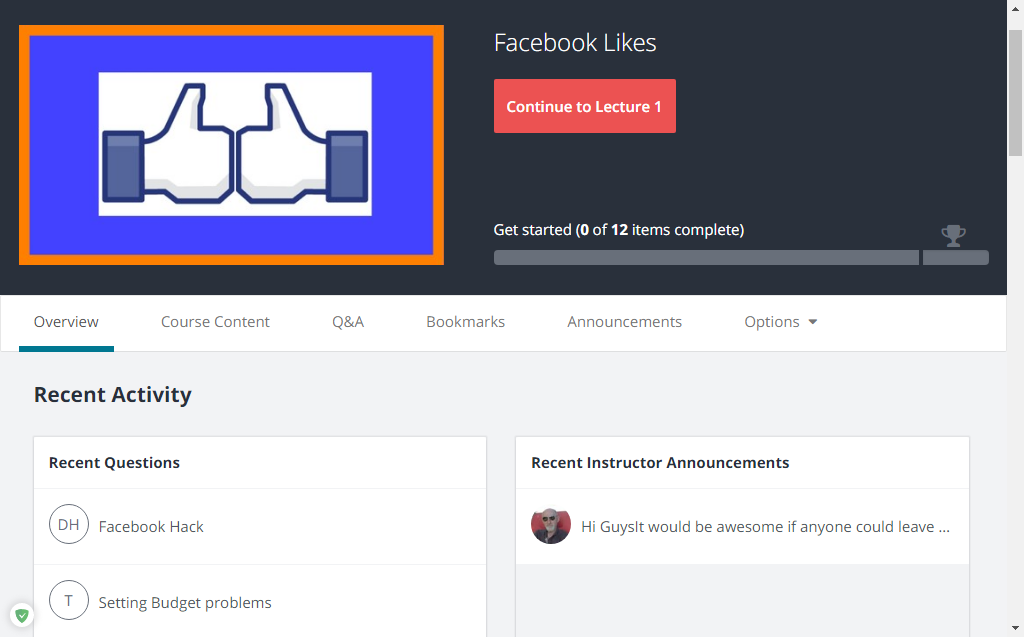 Facebook Likes
Continue to Lecture 1
Get started (0 of 12 items complete)
Overview Course Content Q&A Bookmarks Announcements Options
Recent Activity
Recent Questions
DH Facebook Hack
T Setting Budget problems
Recent Instructor Announcements
Hi GuysIt would be awesome if anyone could leave ...